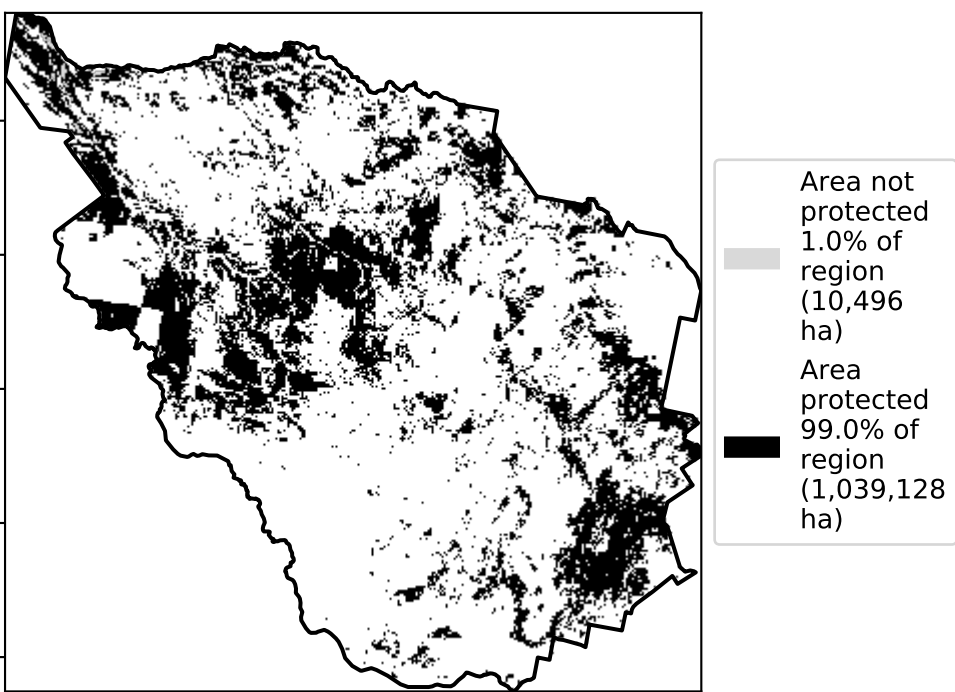 Area not
protected
1.0% of
region
(10,496
ha)
Area
protected
99.0% of
region
(1,039,128
ha)